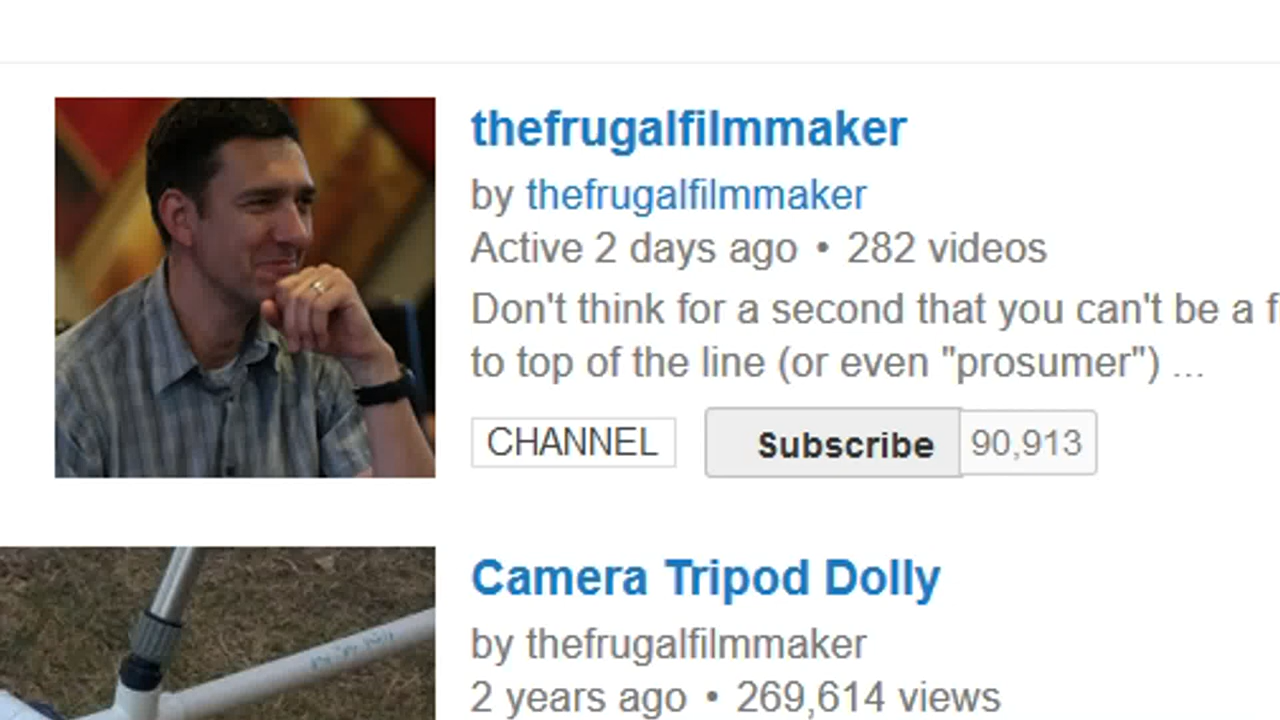 thefrugalfilmmaker
by thefrugalfilmmaker
Active 2 days ago • 282 videos
Don't think for a second that you can't be a f
to top of the line (or even "prosumer") ...
CHANNEL Subscribe 90,913
Camera Tripod Dolly
by thefrugalfilmmaker
2 years ago • 269,614 views